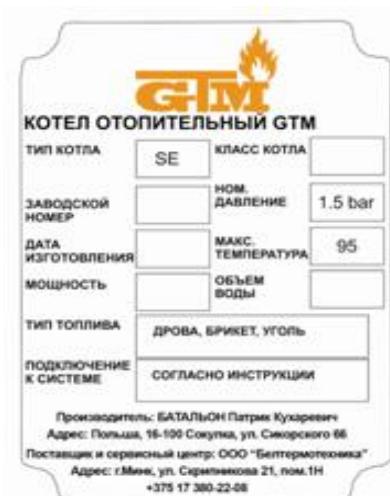 GTM
КОТЕЛ ОТОПИТЕЛЬНЫЙ GTM
ТИП КОТЛА SE КЛАСС КОТЛА
ЗАВОДСКОЙ НОМЕР НОМ. ДАВЛЕНИЕ 1.5 bar
ДАТА ИЗГОТОВЛЕНИЯ МАКС. ТЕМПЕРАТУРА 95
МОЩНОСТЬ ОБЪЕМ ВОДЫ
ТИП ТОПЛИВА ДРОВА, БРИКЕТ, УГОЛЬ
ПОДКЛЮЧЕНИЕ К СИСТЕМЕ СОГЛАСНО ИНСТРУКЦИИ
Производитель: БАТАЛЬОН Патрик Кухаревич
Адрес: Польша, 16-100 Сокулка, ул. Сикорского 66
Поставщик и сервисный центр: ООО "Белтермотехника"
Адрес: г.Минк, ул. Скрипникова 21, пом.1Н
+375 17 380-22-08